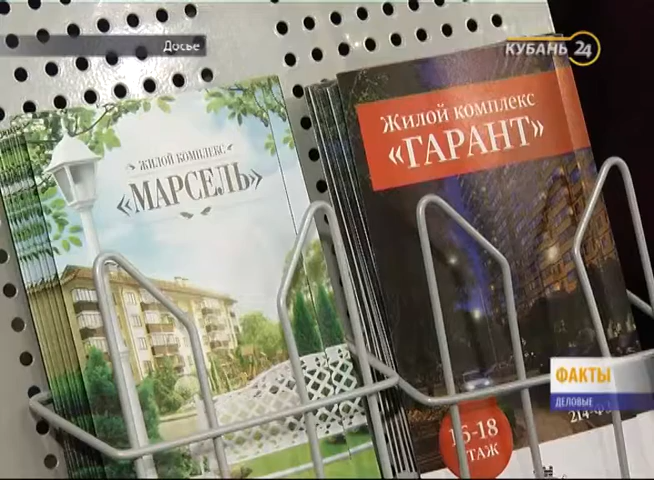 Досье
КУБАНЬ 24
ЖИЛОЙ КОМПЛЕКС
«МАРСЕЛЬ»
Жилой комплекс
«ГАРАНТ»
ФАКТЫ
ДЕЛОВЫЕ
16-18
ЭТАЖ